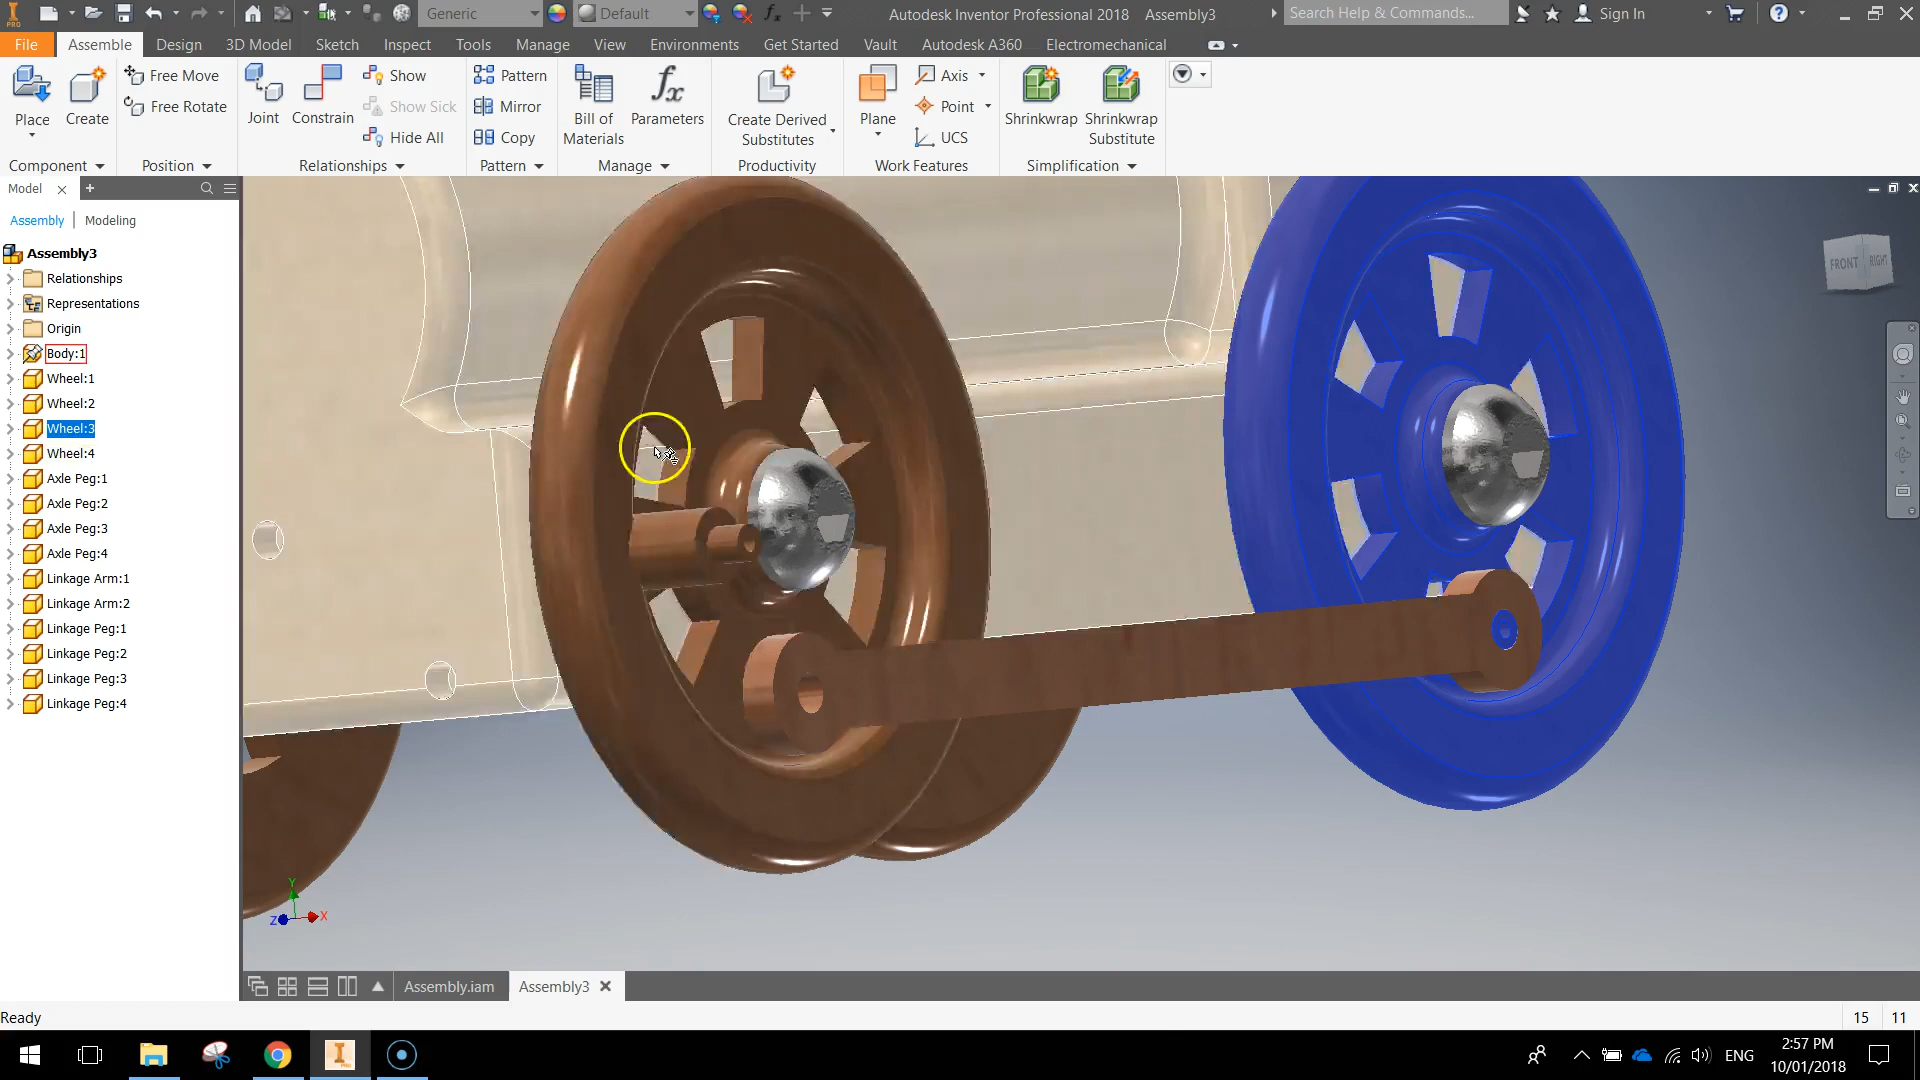 Generic
Default
Autodesk Inventor Professional 2018 Assembly3
Search Help & Commands...
Sign In
PRO
File Assemble Design 3D Model Sketch Inspect Tools Manage View Environments Get Started Vault Autodesk A360 Electromechanical
Place
Create
Free Move
Free Rotate
Joint
Constrain
Show
Show Sick
Hide All
Pattern
Mirror
Copy
Bill of
Materials
Parameters
Create Derived
Substitutes
Plane
Axis
Point
UCS
Shrinkwrap
Shrinkwrap
Substitute
Component Position Relationships Pattern Manage Productivity Work Features Simplification
Model
Assembly Modeling
Assembly3
Relationships
Representations
Origin
Body:1
Wheel:1
Wheel:2
Wheel:3
Wheel:4
Axle Peg:1
Axle Peg:2
Axle Peg:3
Axle Peg:4
Linkage Arm:1
Linkage Arm:2
Linkage Peg:1
Linkage Peg:2
Linkage Peg:3
Linkage Peg:4
FRONT RIGHT
Y
Z X
Assembly.iam Assembly3
Ready
15 11
ENG
2:57 PM
10/01/2018